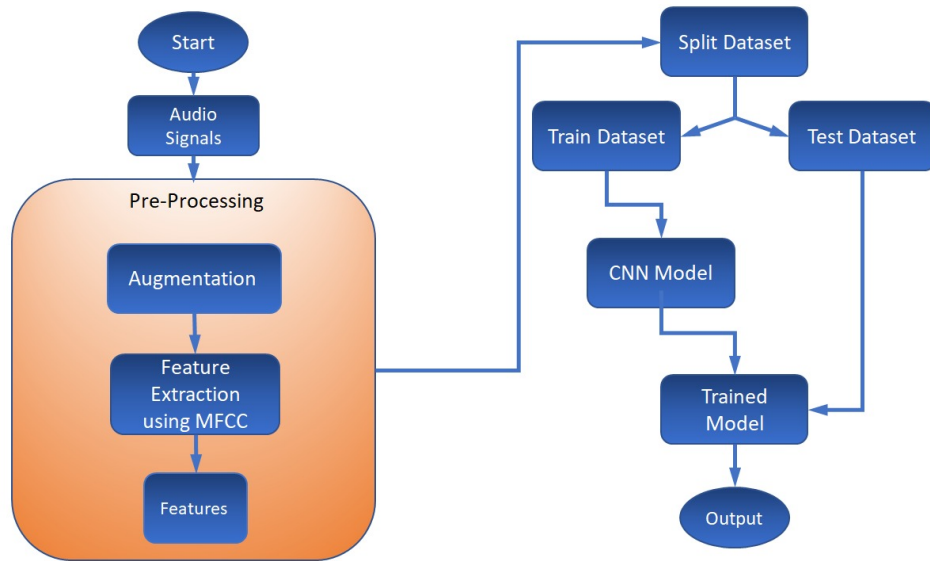 Start
Audio
Signals
Pre-Processing
Augmentation
Feature
Extraction
using MFCC
Features
Split Dataset
Train Dataset
Test Dataset
CNN Model
Trained
Model
Output